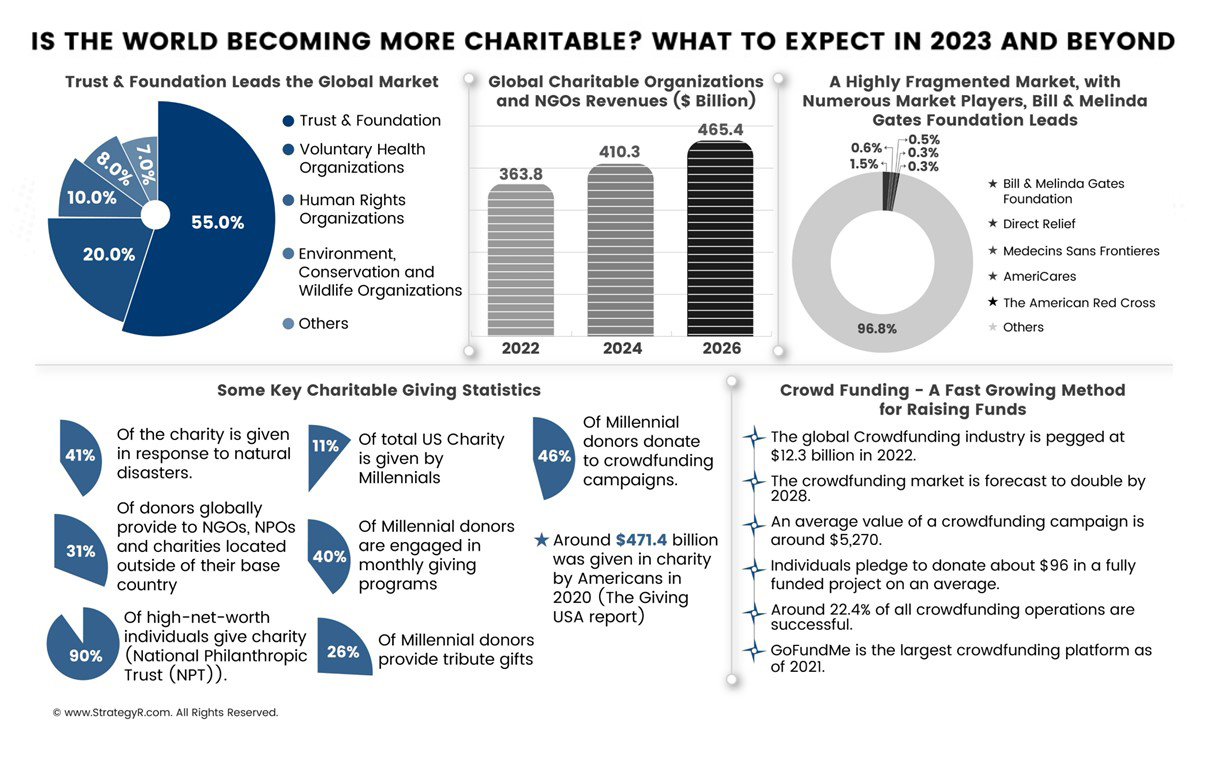 IS THE WORLD BECOMING MORE CHARITABLE? WHAT TO EXPECT IN 2023 AND BEYOND
Trust & Foundation Leads the Global Market
55.0%
20.0%
10.0%
8.0%
7.0%
Trust & Foundation
Voluntary Health
Organizations
Human Rights
Organizations
Environment,
Conservation and
Wildlife Organizations
Others
Global Charitable Organizations
and NGOs Revenues ($ Billion)
363.8
410.3
465.4
2022
2024
2026
A Highly Fragmented Market, with
Numerous Market Players, Bill & Melinda
Gates Foundation Leads
1.5%
0.6%
0.5%
0.3%
0.3%
96.8%
Bill & Melinda Gates
Foundation
Direct Relief
Medecins Sans Frontieres
AmeriCares
The American Red Cross
Others
Some Key Charitable Giving Statistics
41%
Of the charity is given
in response to natural
disasters.
31%
Of donors globally
provide to NGOs, NPOs
and charities located
outside of their base
country
90%
Of high-net-worth
individuals give charity
(National Philanthropic
Trust (NPT)).
11%
Of total US Charity
is given by
Millennials
40%
Of Millennial donors
are engaged in
monthly giving
programs
26%
Of Millennial donors
provide tribute gifts
46%
Of Millennial
donors donate
to crowdfunding
campaigns.
Around $471.4 billion
was given in charity
by Americans in
2020 (The Giving
USA report)
Crowd Funding - A Fast Growing Method
for Raising Funds
The global Crowdfunding industry is pegged at
$12.3 billion in 2022.
The crowdfunding market is forecast to double by
2028.
An average value of a crowdfunding campaign is
around $5,270.
Individuals pledge to donate about $96 in a fully
funded project on an average.
Around 22.4% of all crowdfunding operations are
successful.
GoFundMe is the largest crowdfunding platform as
of 2021.
© www.StrategyR.com. All Rights Reserved.